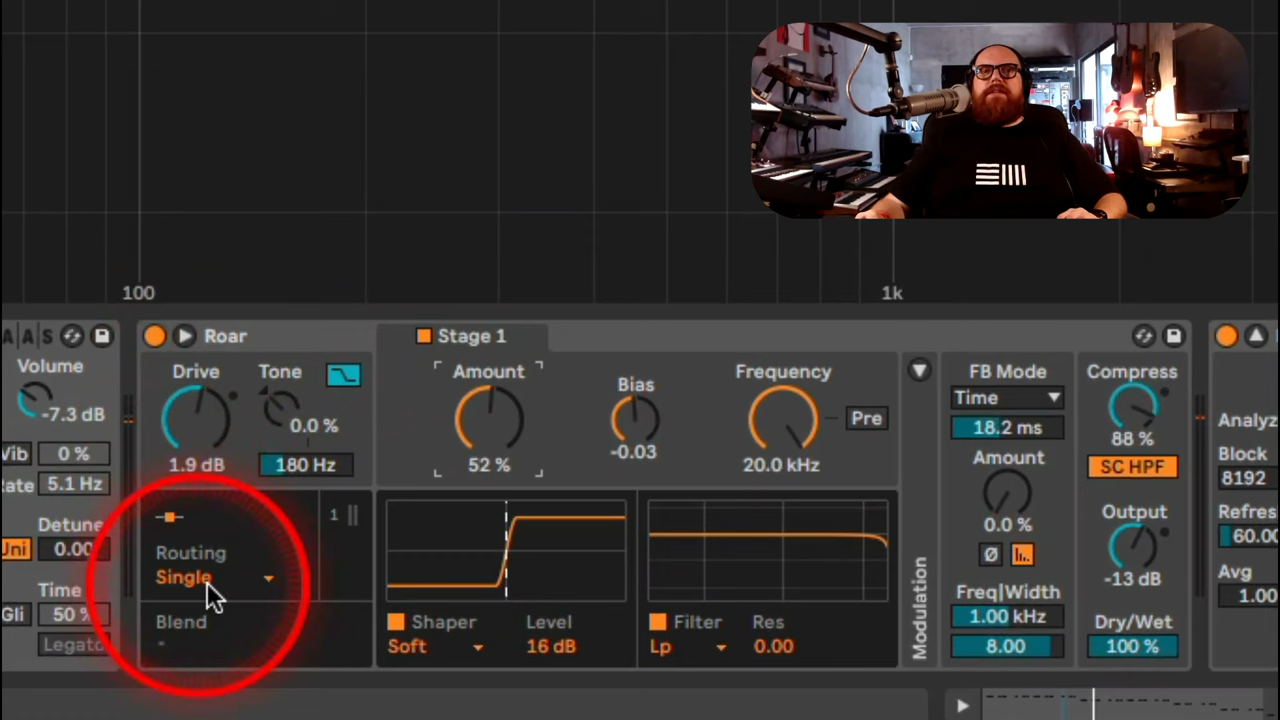 100
1k
A A S
Roar
Stage 1
Volume
-7.3 dB
Vib
0 %
Rate
5.1 Hz
Detune
Uni
0.00
Time
Gli
50 %
Legato
Drive
1.9 dB
Tone
0.0 %
180 Hz
Amount
52 %
Bias
-0.03
Frequency
20.0 kHz
Pre
1
Routing
Single
Blend
-
Shaper
Level
Soft
16 dB
Filter
Res
Lp
0.00
Modulation
FB Mode
Time
18.2 ms
Amount
0.0 %
Ø
Freq|Width
1.00 kHz
8.00
Compress
88 %
SC HPF
Output
-13 dB
Dry/Wet
100 %
Analyz
Block
8192
Refres
60.00
Avg
1.00